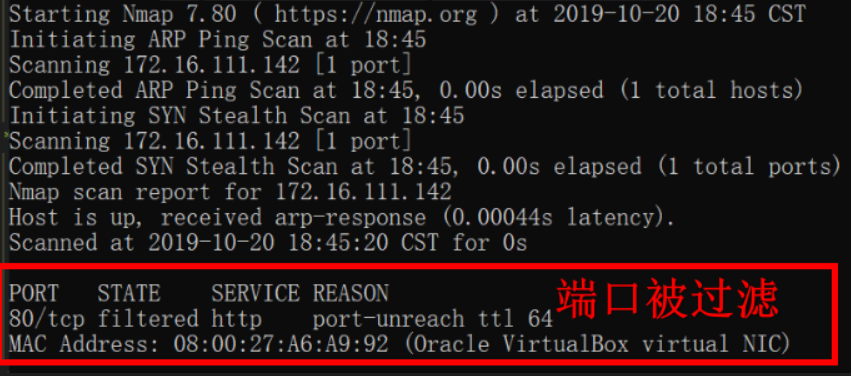 Starting Nmap 7.80 ( https://nmap.org ) at 2019-10-20 18:45 CST
Initiating ARP Ping Scan at 18:45
Scanning 172.16.111.142 [1 port]
Completed ARP Ping Scan at 18:45, 0.00s elapsed (1 total hosts)
Initiating SYN Stealth Scan at 18:45
Scanning 172.16.111.142 [1 port]
Completed SYN Stealth Scan at 18:45, 0.00s elapsed (1 total ports)
Nmap scan report for 172.16.111.142
Host is up, received arp-response (0.00044s latency).
Scanned at 2019-10-20 18:45:20 CST for 0s
PORT STATE SERVICE REASON
端口被过滤
80/tcp filtered http port-unreach ttl 64
MAC Address: 08:00:27:A6:A9:92 (Oracle VirtualBox virtual NIC)